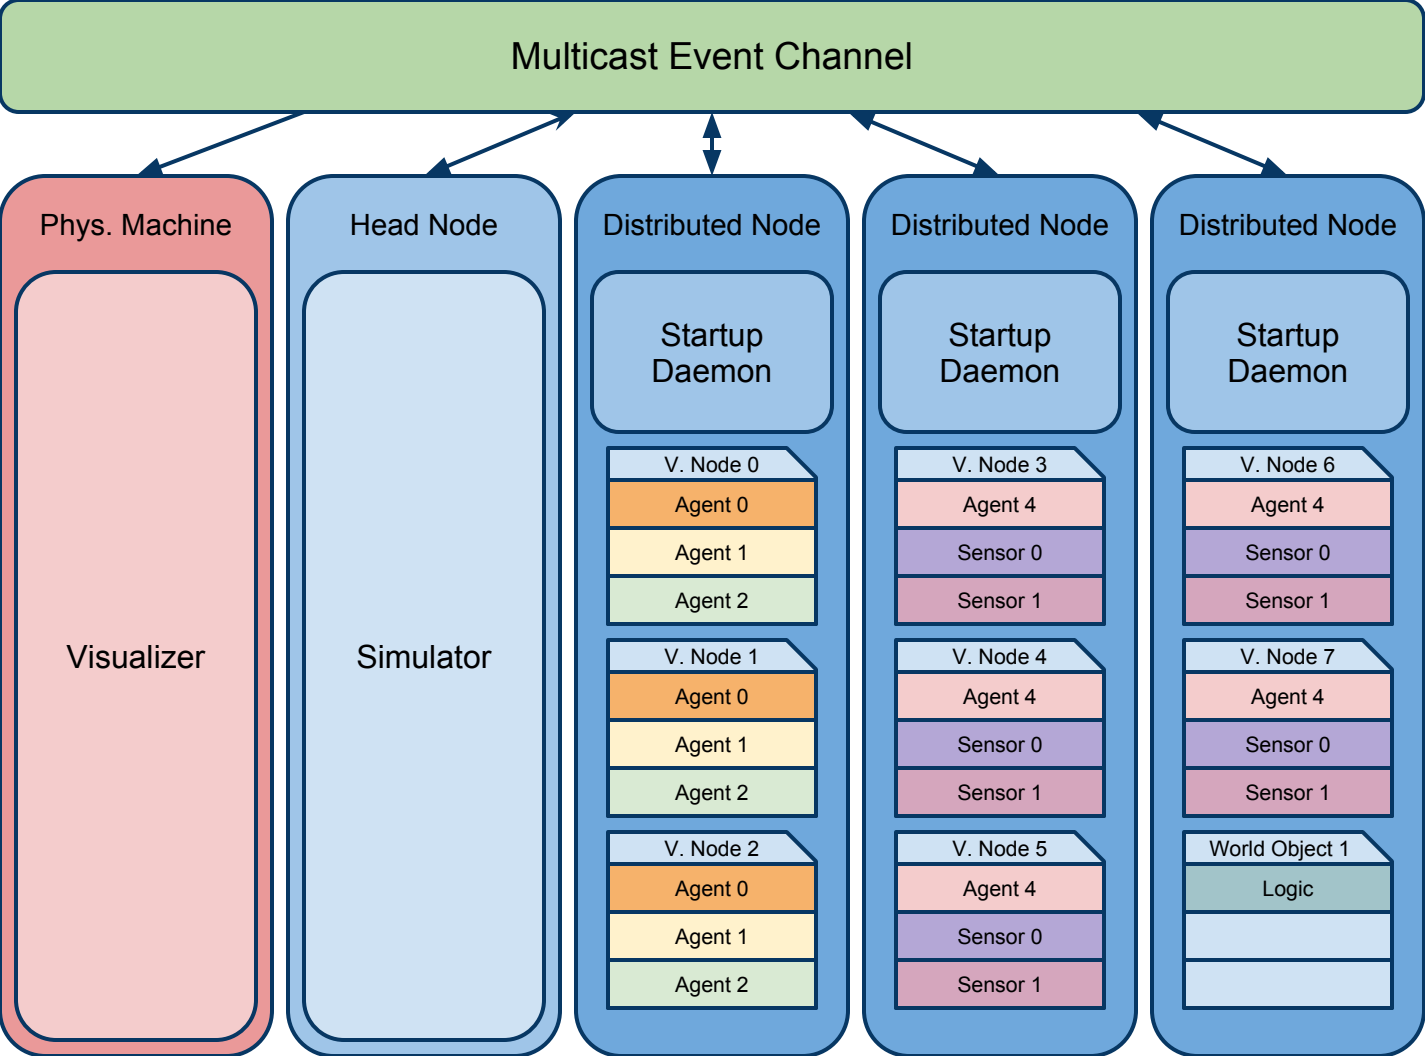 Multicast Event Channel
Phys. Machine
Visualizer
Head Node
Simulator
Distributed Node
Startup
Daemon
V. Node 0
Agent 0
Agent 1
Agent 2
V. Node 1
Agent 0
Agent 1
Agent 2
V. Node 2
Agent 0
Agent 1
Agent 2
Distributed Node
Startup
Daemon
V. Node 3
Agent 4
Sensor 0
Sensor 1
V. Node 4
Agent 4
Sensor 0
Sensor 1
V. Node 5
Agent 4
Sensor 0
Sensor 1
Distributed Node
Startup
Daemon
V. Node 6
Agent 4
Sensor 0
Sensor 1
V. Node 7
Agent 4
Sensor 0
Sensor 1
World Object 1
Logic